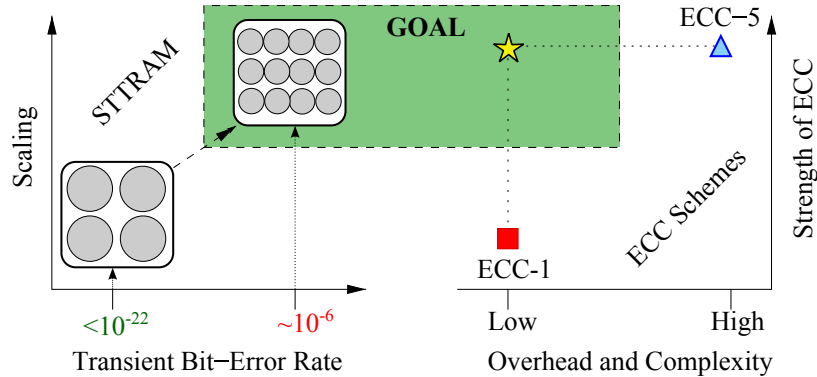 GOAL
ECC−5
STTRAM
Scaling
Strength of ECC
ECC Schemes
ECC-1
<10-22
~10-6
Low
High
Transient Bit−Error Rate
Overhead and Complexity